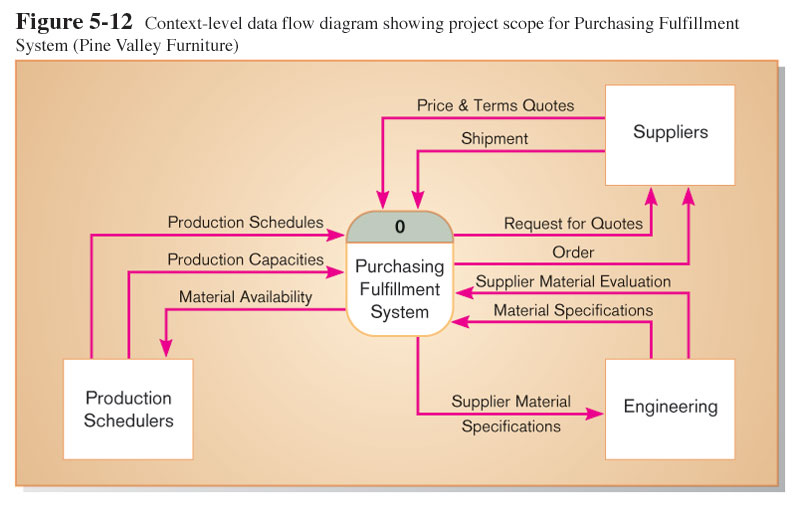 Figure 5-12 Context-level data flow diagram showing project scope for Purchasing Fulfillment
System (Pine Valley Furniture)
Price & Terms Quotes
Suppliers
Shipment
Production Schedules
0
Request for Quotes
Order
Production Capacities
Purchasing
Fulfillment
System
Supplier Material Evaluation
Material Availability
Material Specifications
Production
Schedulers
Supplier Material
Specifications
Engineering